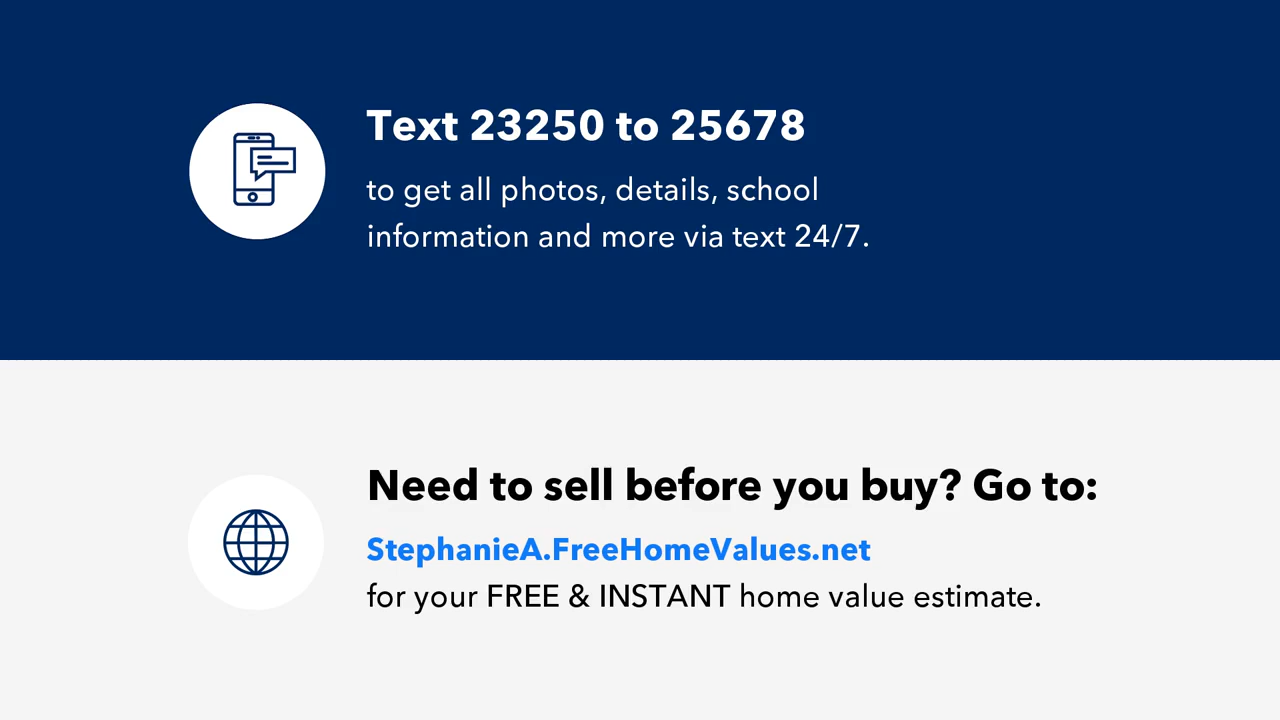 Text 23250 to 25678
to get all photos, details, school
information and more via text 24/7.
Need to sell before you buy? Go to:
StephanieA.FreeHomeValues.net
for your FREE & INSTANT home value estimate.